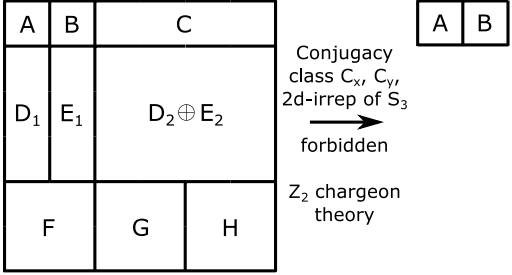 A B C
D₁ E₁ D₂⊕E₂
F G H
Conjugacy
class Cₓ, Cᵧ,
2d-irrep of S₃
forbidden
Z₂ chargeon
theory
A B